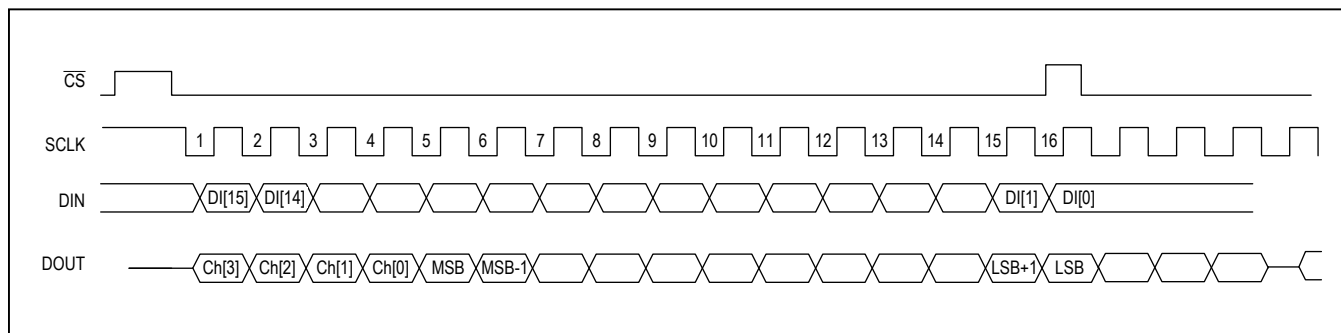 CS
SCLK 1 2 3 4 5 6 7 8 9 10 11 12 13 14 15 16
DIN DI[15] DI[14] DI[1] DI[0]
DOUT Ch[3] Ch[2] Ch[1] Ch[0] MSB MSB-1 LSB+1 LSB